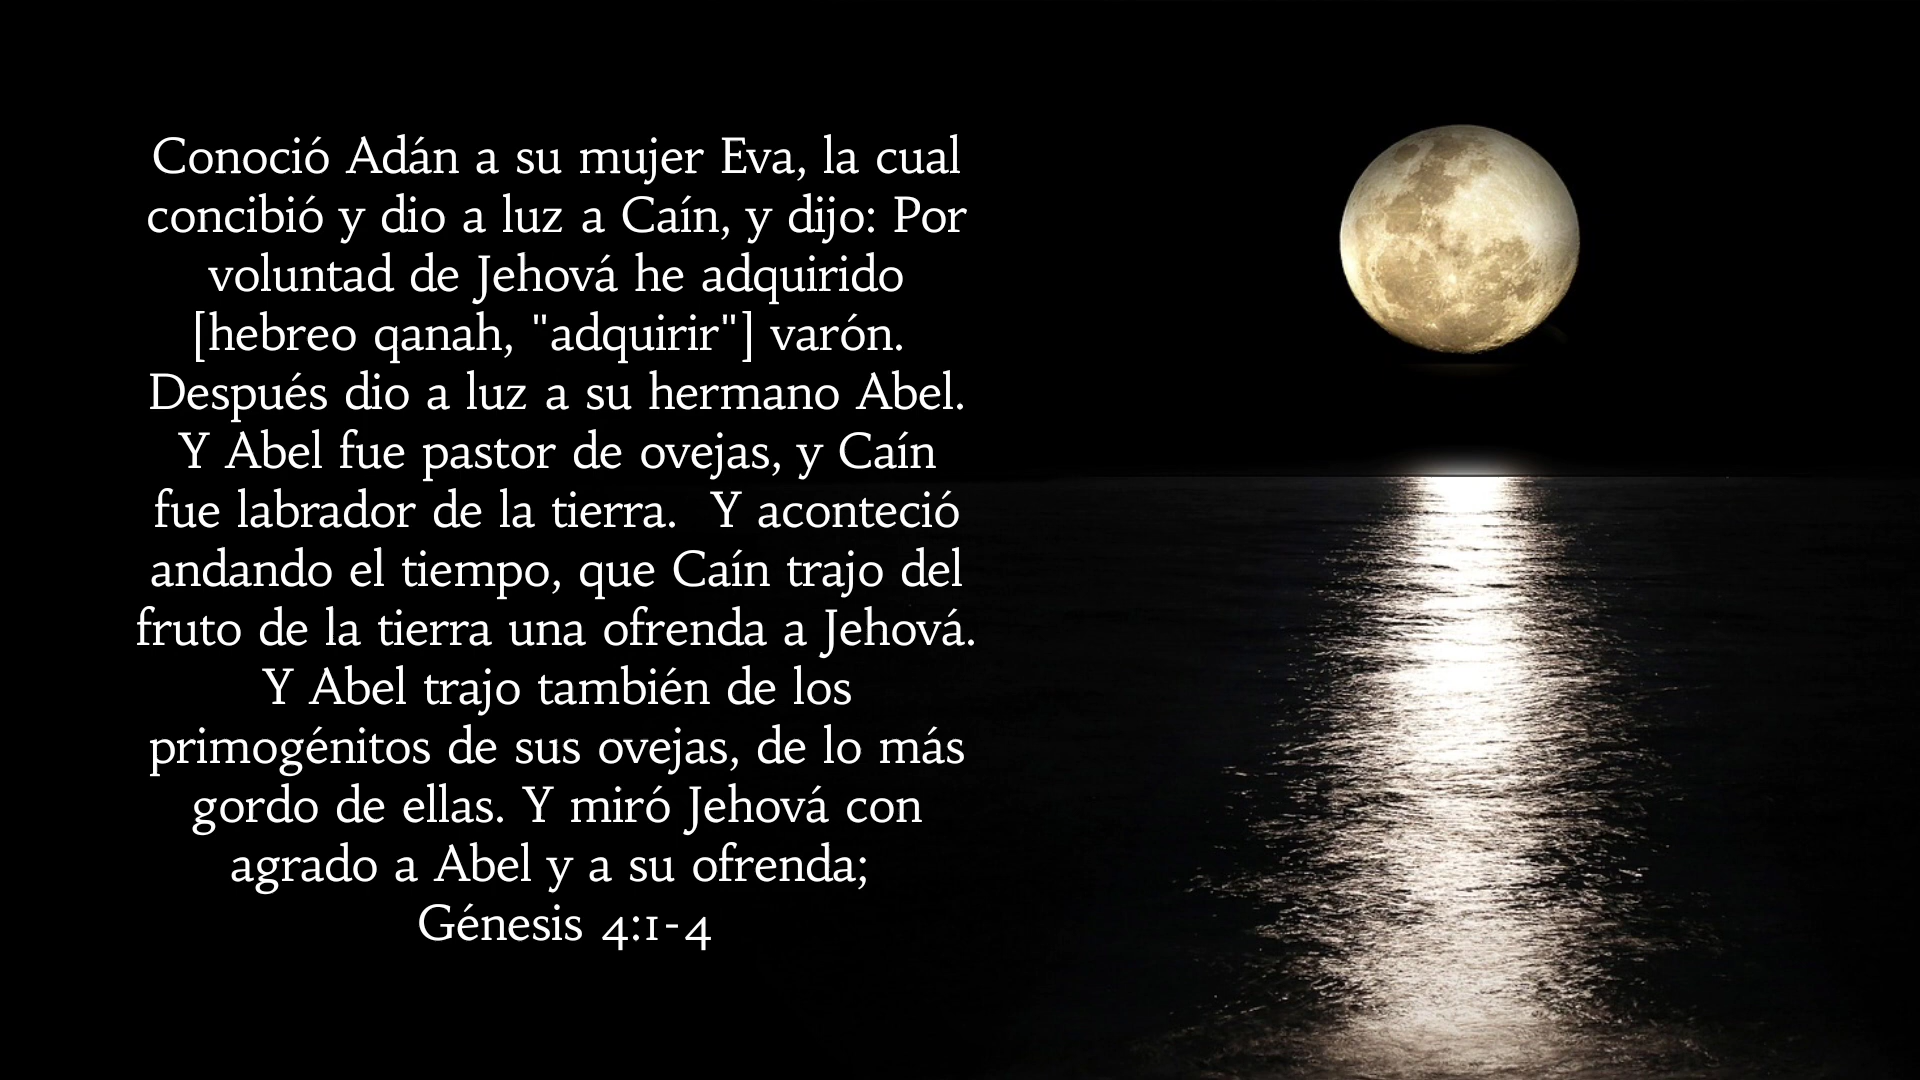 Conoció Adán a su mujer Eva, la cual
concibió y dio a luz a Caín, y dijo: Por
voluntad de Jehová he adquirido
[hebreo qanah, "adquirir"] varón.
Después dio a luz a su hermano Abel.
Y Abel fue pastor de ovejas, y Caín
fue labrador de la tierra.  Y aconteció
andando el tiempo, que Caín trajo del
fruto de la tierra una ofrenda a Jehová.
Y Abel trajo también de los
primogénitos de sus ovejas, de lo más
gordo de ellas. Y miró Jehová con
agrado a Abel y a su ofrenda;
Génesis 4:1-4